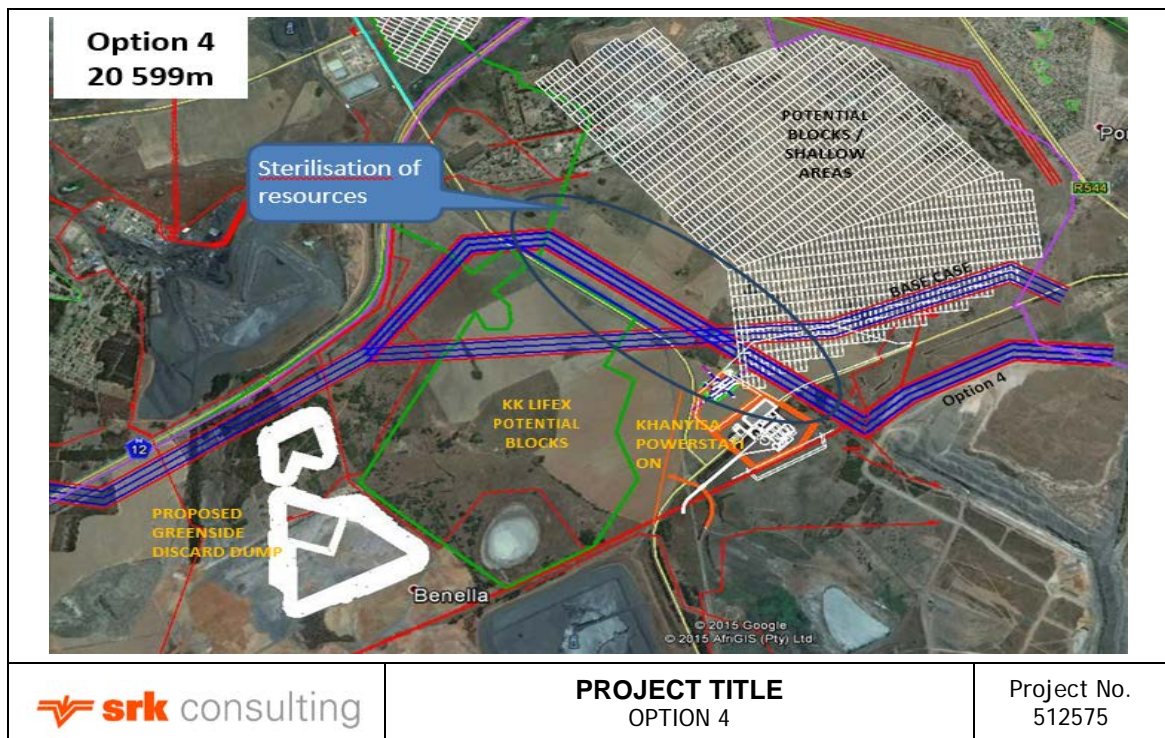 Option 4
20 599m
Sterilisation of
resources
POTENTIAL
BLOCKS /
SHALLOW
AREAS
R544
BASE CASE
Option 4
12
KK LIFEX
POTENTIAL
BLOCKS
KHANYISA
POWERSTATI
ON
PROPOSED
GREENSIDE
DISCARD DUMP
Benella
© 2015 Google
© 2015 AfriGIS (Pty) Ltd.
srk consulting
PROJECT TITLE
OPTION 4
Project No.
512575